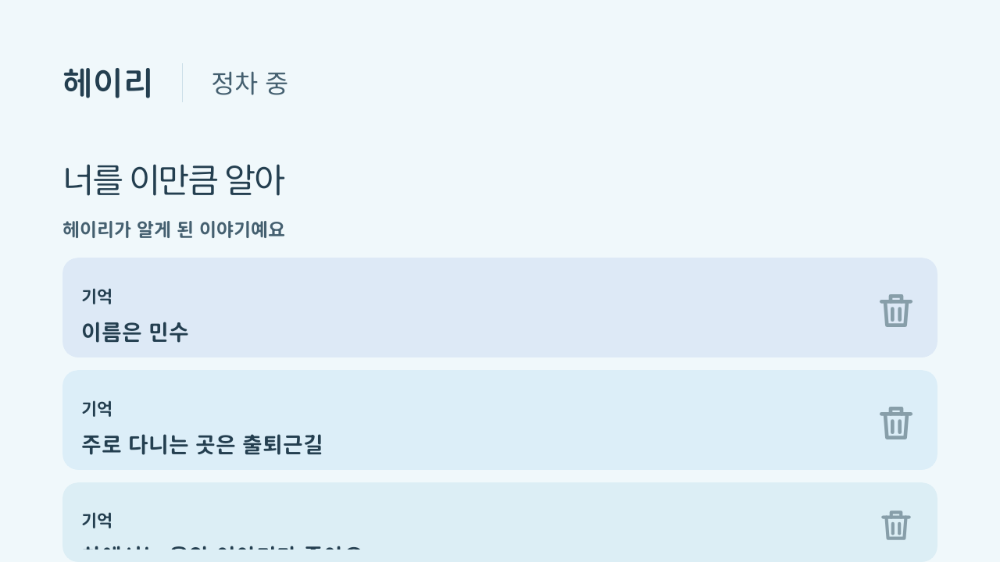 헤이리
정차 중
너를 이만큼 알아
헤이리가 알게 된 이야기예요
기억
이름은 민수
기억
주로 다니는 곳은 출퇴근길
기억